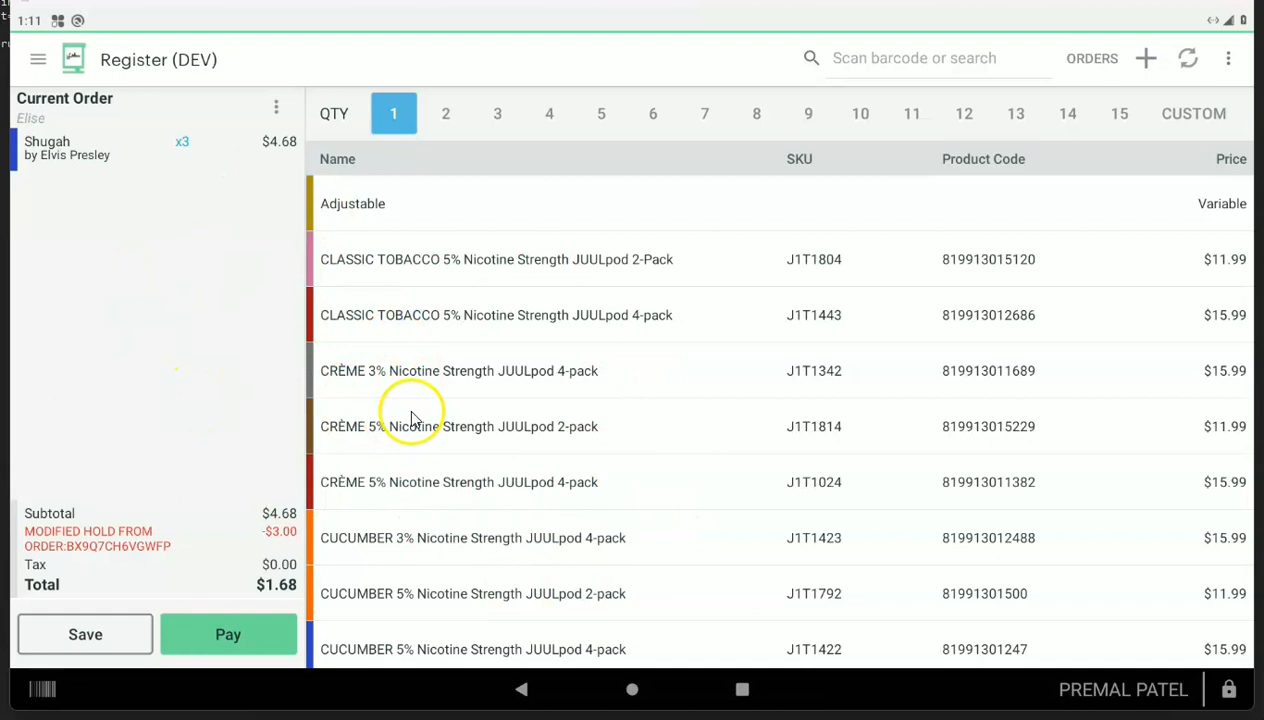 1:11
Register (DEV)
Scan barcode or search
ORDERS
Current Order
Elise
Shugah x3 $4.68
by Elvis Presley
Subtotal $4.68
MODIFIED HOLD FROM -$3.00
ORDER:BX9Q7CH6VGWFP
Tax $0.00
Total $1.68
Save Pay
QTY 1 2 3 4 5 6 7 8 9 10 11 12 13 14 15 CUSTOM
Name SKU Product Code Price
Adjustable Variable
CLASSIC TOBACCO 5% Nicotine Strength JUULpod 2-Pack J1T1804 819913015120 $11.99
CLASSIC TOBACCO 5% Nicotine Strength JUULpod 4-pack J1T1443 819913012686 $15.99
CRÈME 3% Nicotine Strength JUULpod 4-pack J1T1342 819913011689 $15.99
CRÈME 5% Nicotine Strength JUULpod 2-pack J1T1814 819913015229 $11.99
CRÈME 5% Nicotine Strength JUULpod 4-pack J1T1024 819913011382 $15.99
CUCUMBER 3% Nicotine Strength JUULpod 4-pack J1T1423 819913012488 $15.99
CUCUMBER 5% Nicotine Strength JUULpod 2-pack J1T1792 81991301500 $11.99
CUCUMBER 5% Nicotine Strength JUULpod 4-pack J1T1422 81991301247 $15.99
PREMAL PATEL